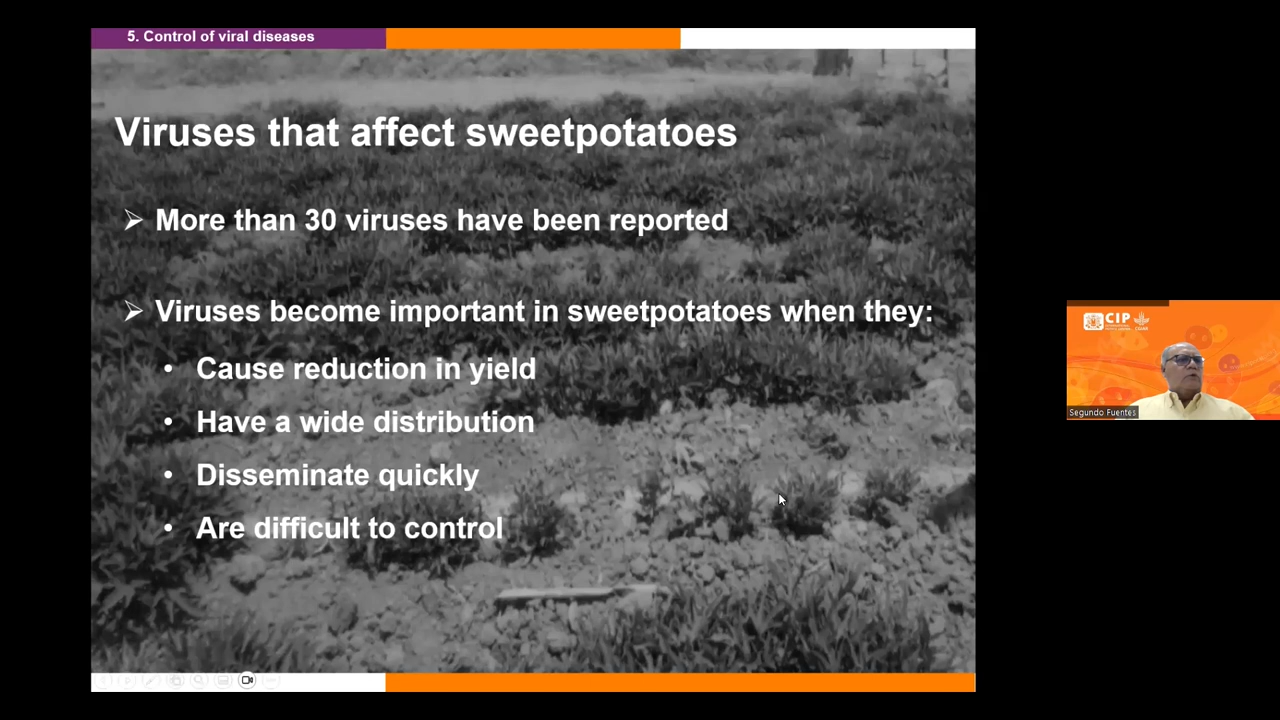 5. Control of viral diseases
Viruses that affect sweetpotatoes
➢ More than 30 viruses have been reported
➢ Viruses become important in sweetpotatoes when they:
• Cause reduction in yield
• Have a wide distribution
• Disseminate quickly
• Are difficult to control
CIP
Segundo Fuentes